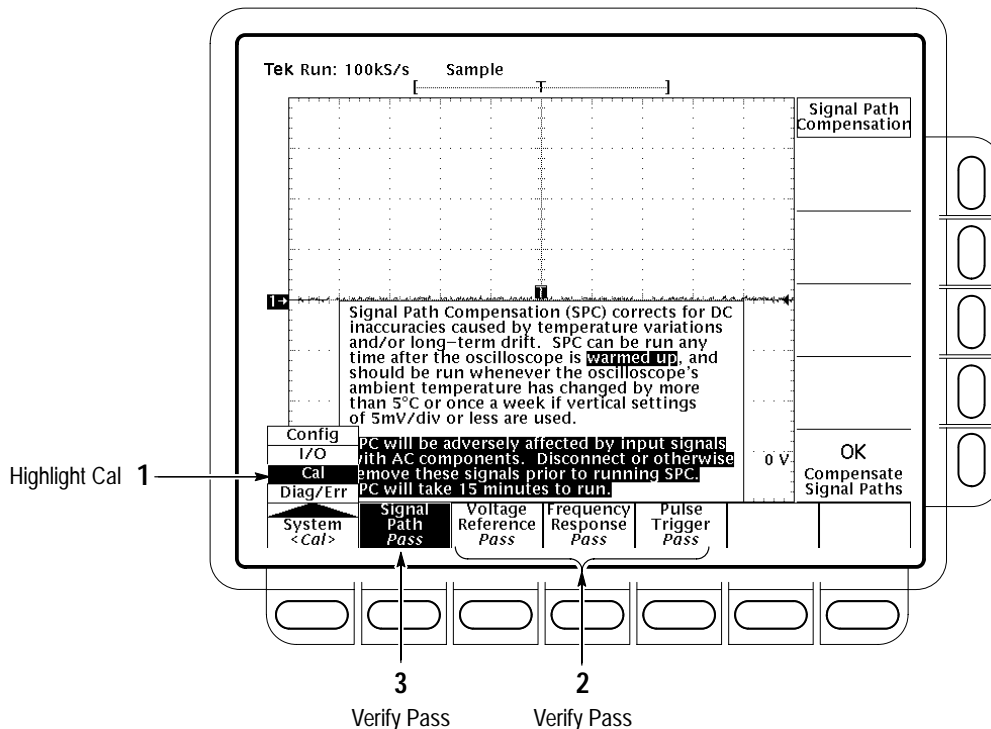 Tek Run: 100kS/s Sample
[ T ]
Signal Path
Compensation
T
1→
Signal Path Compensation (SPC) corrects for DC
inaccuracies caused by temperature variations
and/or long–term drift. SPC can be run any
time after the oscilloscope is warmed up, and
should be run whenever the oscilloscope's
ambient temperature has changed by more
than 5°C or once a week if vertical settings
of 5mV/div or less are used.
PC will be adversely affected by input signals
with AC components. Disconnect or otherwise
emove these signals prior to running SPC.
PC will take 15 minutes to run.
0 V
Config
I/O
Cal
Diag/Err
OK
Compensate
Signal Paths
System
<Cal>
Signal
Path
Pass
Voltage
Reference
Pass
Frequency
Response
Pass
Pulse
Trigger
Pass
Highlight Cal 1
3
Verify Pass
2
Verify Pass